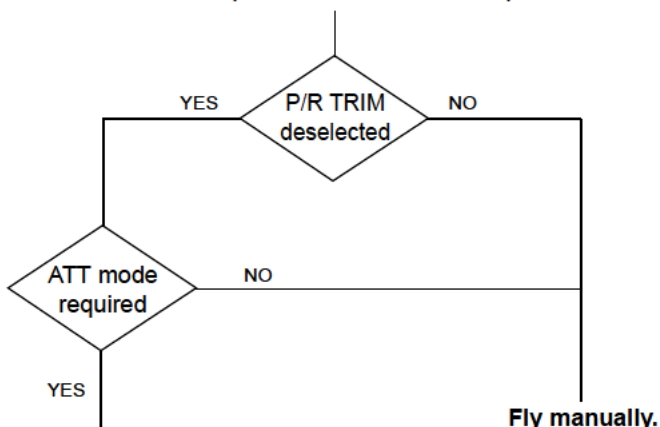 P/R TRIM
deselected
YES
NO
ATT mode
required
NO
YES
Fly manually.